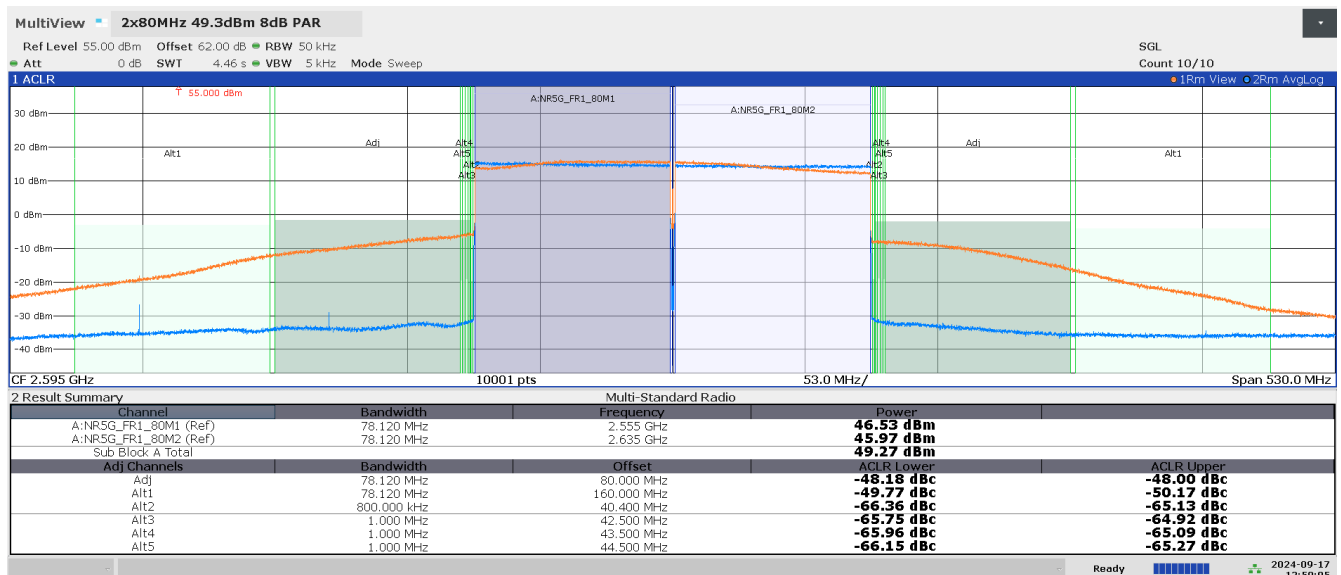 MultiView 2x80MHz 49.3dBm 8dB PAR
Ref Level 55.00 dBm Offset 62.00 dB RBW 50 kHz SGL
Att 0 dB SWT 4.46 s VBW 5 kHz Mode Sweep Count 10/10
1 ACLR 1Rm View 2Rm AvgLog
55.000 dBm
A:NR5G_FR1_80M1
A:NR5G_FR1_80M2
30 dBm
20 dBm
Alt1 Adj Alt4 Alt4 Adj Alt1
Alt5 Alt5
Alt2
Alt3 Alt3
10 dBm
0 dBm
-10 dBm
-20 dBm
-30 dBm
-40 dBm
CF 2.595 GHz 10001 pts 53.0 MHz/ Span 530.0 MHz
2 Result Summary Multi-Standard Radio
Channel Bandwidth Frequency Power
A:NR5G_FR1_80M1 (Ref) 78.120 MHz 2.555 GHz 46.53 dBm
A:NR5G_FR1_80M2 (Ref) 78.120 MHz 2.635 GHz 45.97 dBm
Sub Block A Total 49.27 dBm
Adj Channels Bandwidth Offset ACLR Lower ACLR Upper
Adj 78.120 MHz 80.000 MHz -48.18 dBc -48.00 dBc
Alt1 78.120 MHz 160.000 MHz -49.77 dBc -50.17 dBc
Alt2 800.000 kHz 40.400 MHz -66.36 dBc -65.13 dBc
Alt3 1.000 MHz 42.500 MHz -65.75 dBc -64.92 dBc
Alt4 1.000 MHz 43.500 MHz -65.96 dBc -65.09 dBc
Alt5 1.000 MHz 44.500 MHz -66.15 dBc -65.27 dBc
Ready 2024-09-17